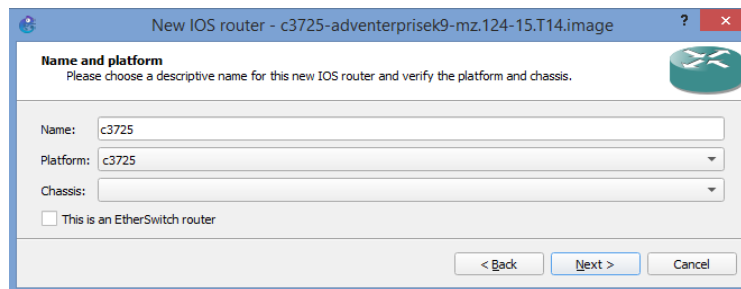 New IOS router - c3725-adventerprisek9-mz.124-15.T14.image ? ×
Name and platform
Please choose a descriptive name for this new IOS router and verify the platform and chassis.
Name: c3725
Platform: c3725
Chassis:
This is an EtherSwitch router
< Back Next > Cancel